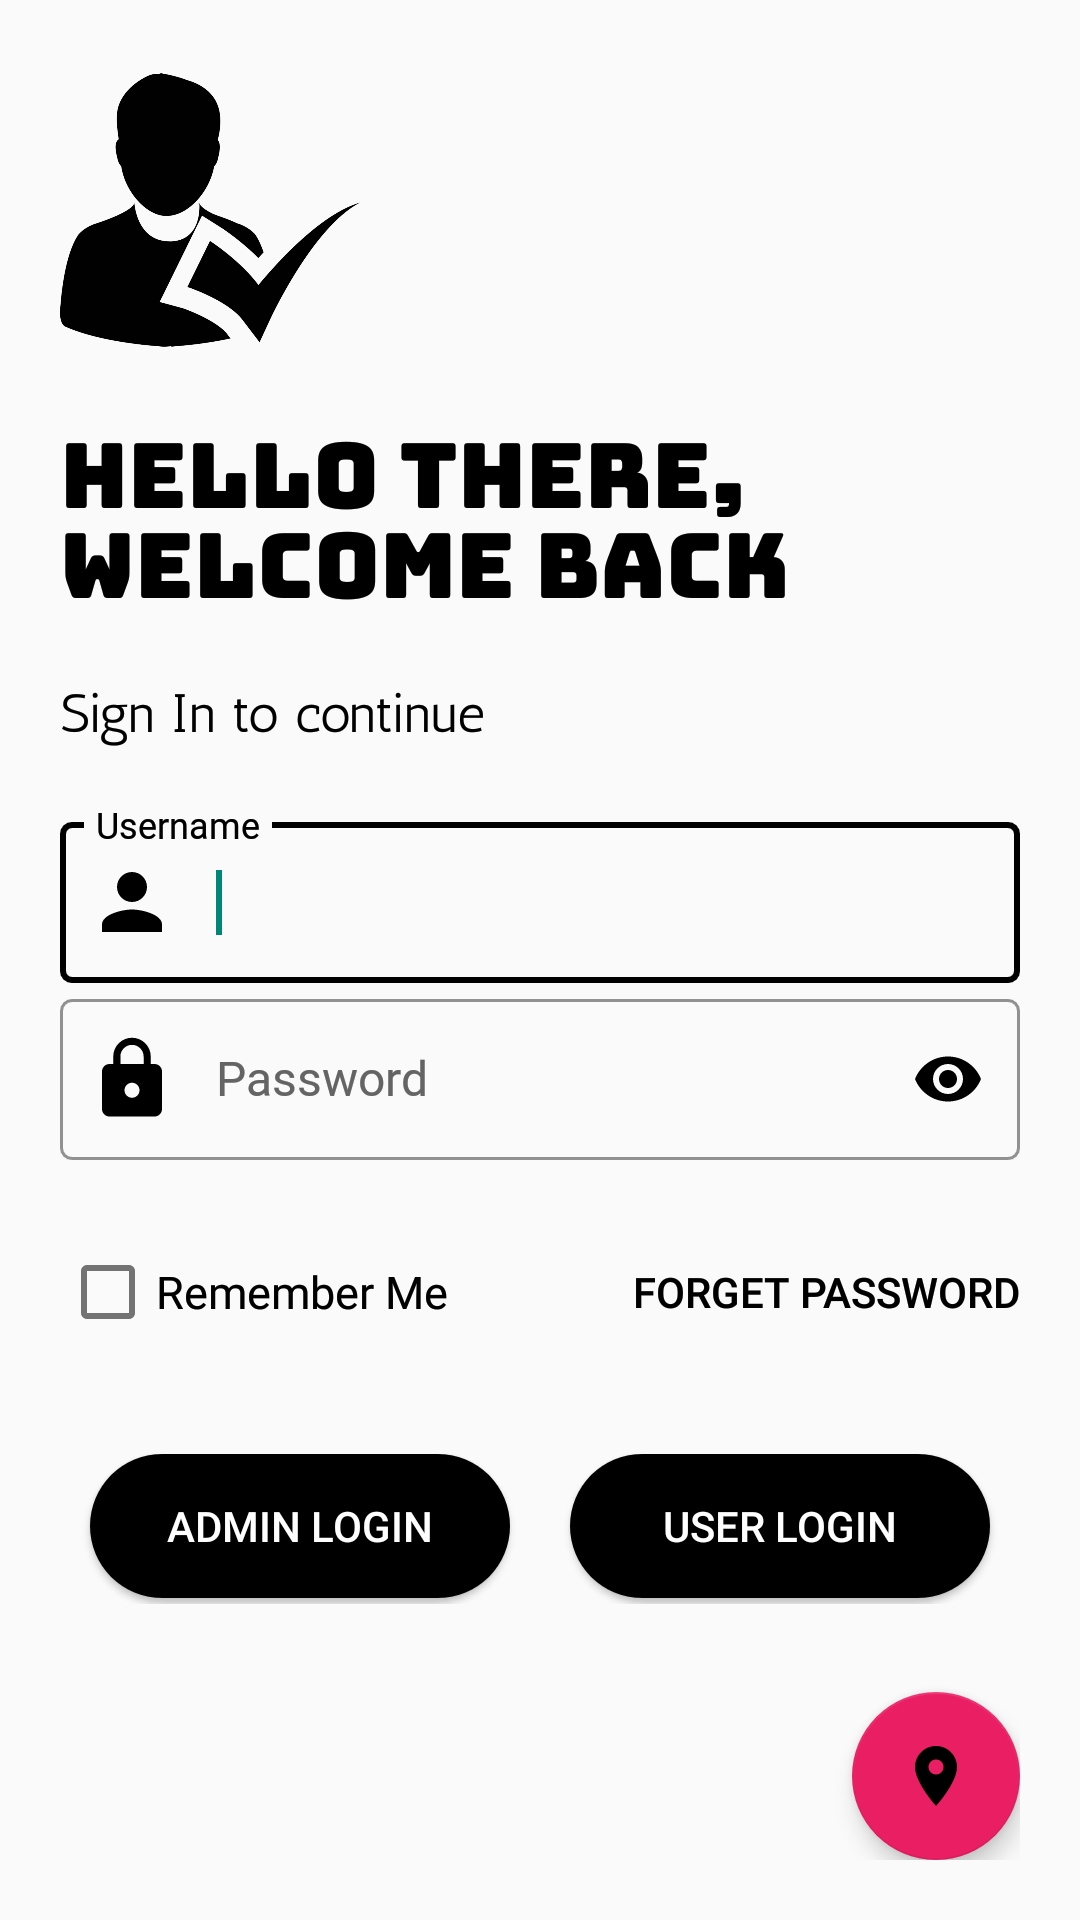 HELLO THERE,
WELCOME BACK
Sign In to continue
Username
Password
Remember Me
FORGET PASSWORD
ADMIN LOGIN
USER LOGIN